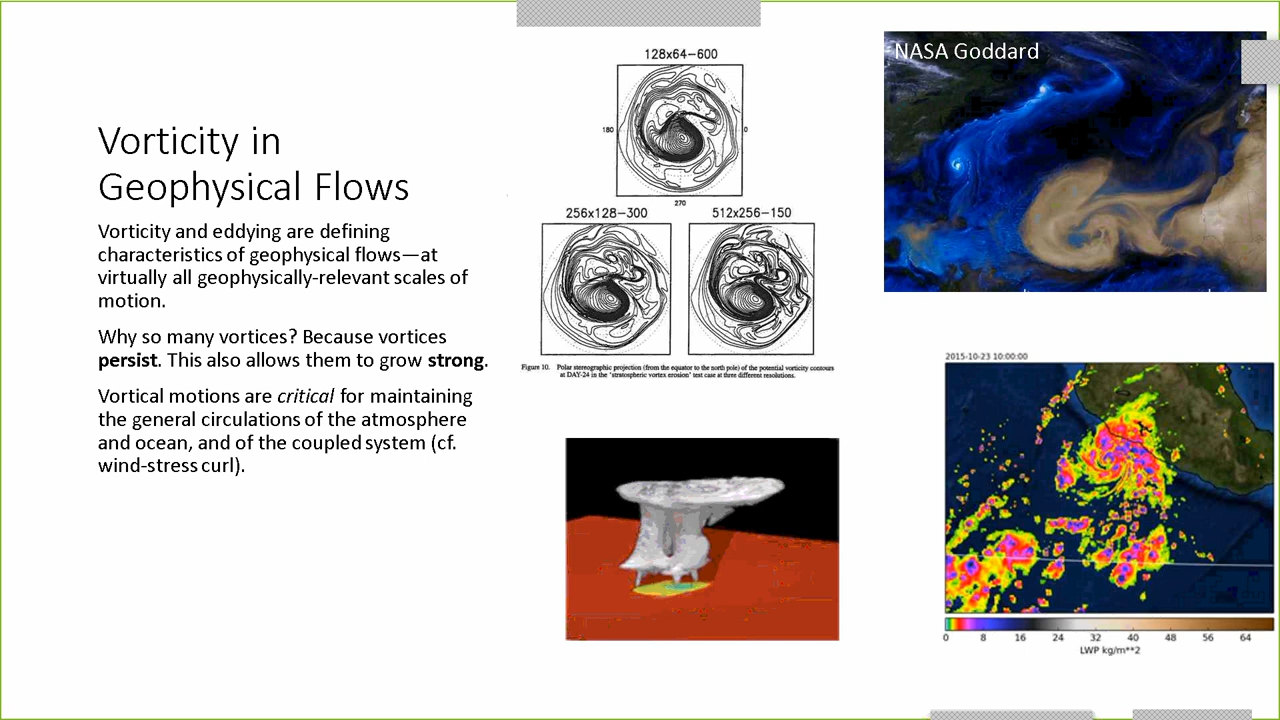 Vorticity in
Geophysical Flows
Vorticity and eddying are defining
characteristics of geophysical flows—at
virtually all geophysically-relevant scales of
motion.
Why so many vortices? Because vortices
persist. This also allows them to grow strong.
Vortical motions are critical for maintaining
the general circulations of the atmosphere
and ocean, and of the coupled system (cf.
wind-stress curl).
128x64−600
180
0
270
256x128−300
512x256−150
Figure 10. Polar stereographic projection (from the equator to the north pole) of the potential vorticity contours
at DAY-24 in the 'stratospheric vortex erosion' test case at three different resolutions.
NASA Goddard
2015-10-23 10:00:00
0 8 16 24 32 40 48 56 64
LWP kg/m**2